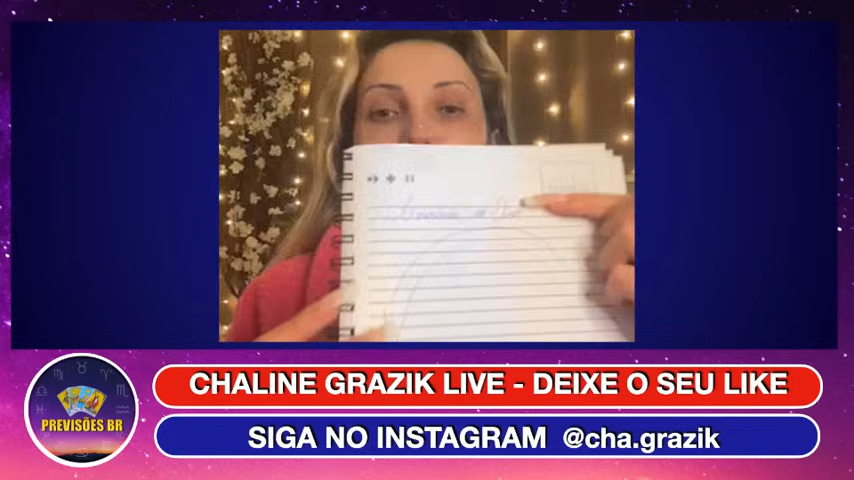 CHALINE GRAZIK LIVE - DEIXE O SEU LIKE
PREVISÕES BR
SIGA NO INSTAGRAM @cha.grazik